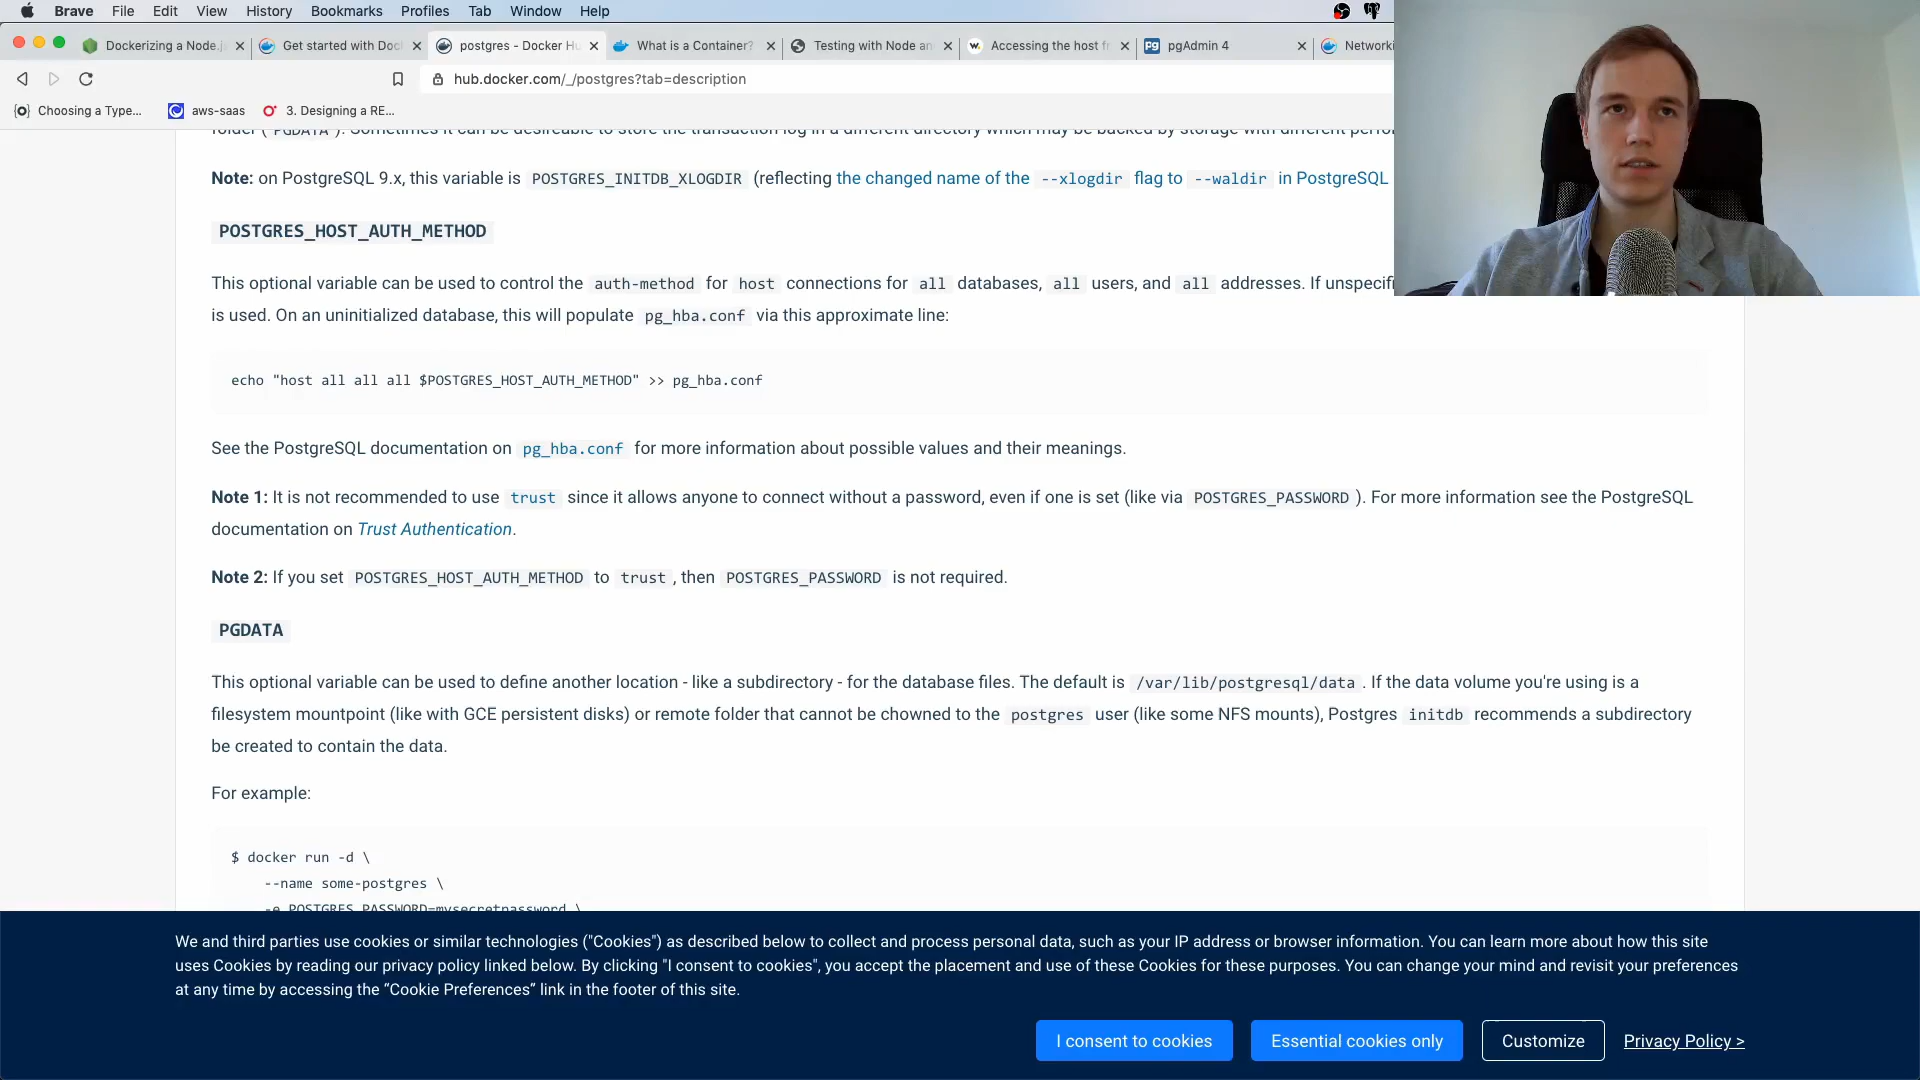 Brave File Edit View History Bookmarks Profiles Tab Window Help
Dockerizing a Node.j Get started with Doc postgres - Docker Hu What is a Container? Testing with Node an Accessing the host f pgAdmin 4 Networki
hub.docker.com/_/postgres?tab=description
Choosing a Type... aws-saas 3. Designing a RE...
folder ( PGDATA ). Sometimes it can be desireable to store the transaction log in a different directory which may be backed by storage with different perfor
Note: on PostgreSQL 9.x, this variable is POSTGRES_INITDB_XLOGDIR (reflecting the changed name of the --xlogdir flag to --waldir in PostgreSQL
POSTGRES_HOST_AUTH_METHOD
This optional variable can be used to control the auth-method for host connections for all databases, all users, and all addresses. If unspecifi
is used. On an uninitialized database, this will populate pg_hba.conf via this approximate line:
echo "host all all all $POSTGRES_HOST_AUTH_METHOD" >> pg_hba.conf
See the PostgreSQL documentation on pg_hba.conf for more information about possible values and their meanings.
Note 1: It is not recommended to use trust since it allows anyone to connect without a password, even if one is set (like via POSTGRES_PASSWORD ). For more information see the PostgreSQL
documentation on Trust Authentication.
Note 2: If you set POSTGRES_HOST_AUTH_METHOD to trust , then POSTGRES_PASSWORD is not required.
PGDATA
This optional variable can be used to define another location - like a subdirectory - for the database files. The default is /var/lib/postgresql/data . If the data volume you're using is a
filesystem mountpoint (like with GCE persistent disks) or remote folder that cannot be chowned to the postgres user (like some NFS mounts), Postgres initdb recommends a subdirectory
be created to contain the data.
For example:
$ docker run -d \
--name some-postgres \
-e POSTGRES_PASSWORD=mysecretpassword \
We and third parties use cookies or similar technologies ("Cookies") as described below to collect and process personal data, such as your IP address or browser information. You can learn more about how this site
uses Cookies by reading our privacy policy linked below. By clicking "I consent to cookies", you accept the placement and use of these Cookies for these purposes. You can change your mind and revisit your preferences
at any time by accessing the “Cookie Preferences” link in the footer of this site.
I consent to cookies Essential cookies only Customize Privacy Policy >